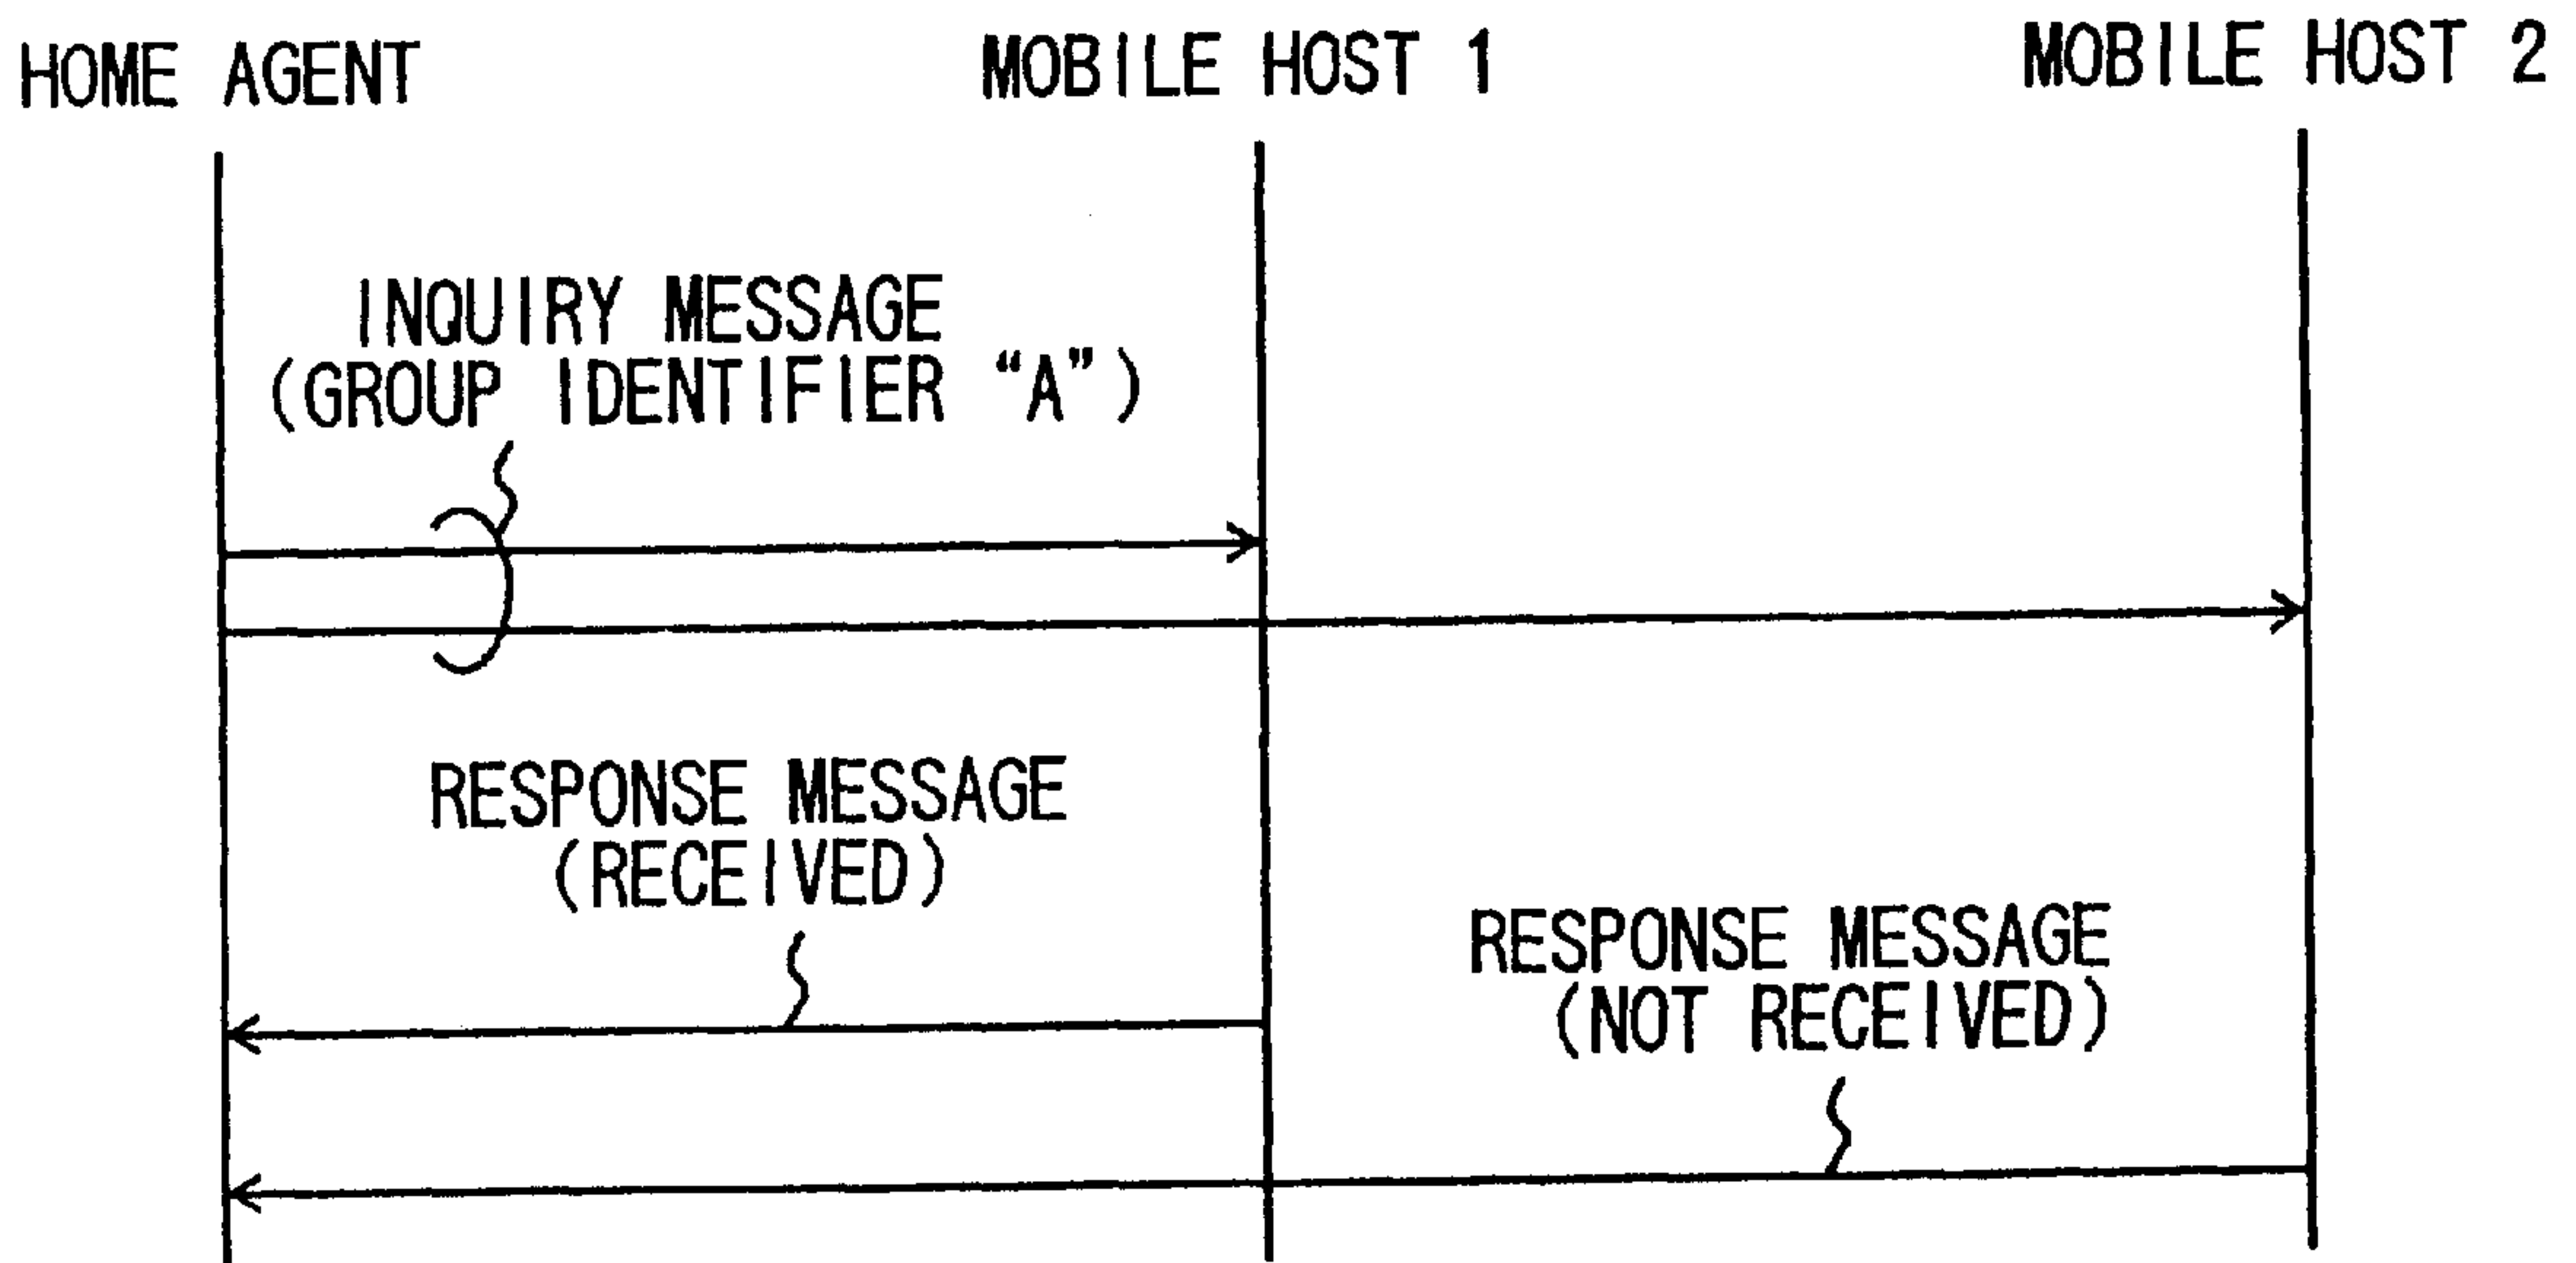 HOME AGENT
MOBILE HOST 1
MOBILE HOST 2
INQUIRY MESSAGE
(GROUP IDENTIFIER “A”)
RESPONSE MESSAGE
(RECEIVED)
RESPONSE MESSAGE
(NOT RECEIVED)